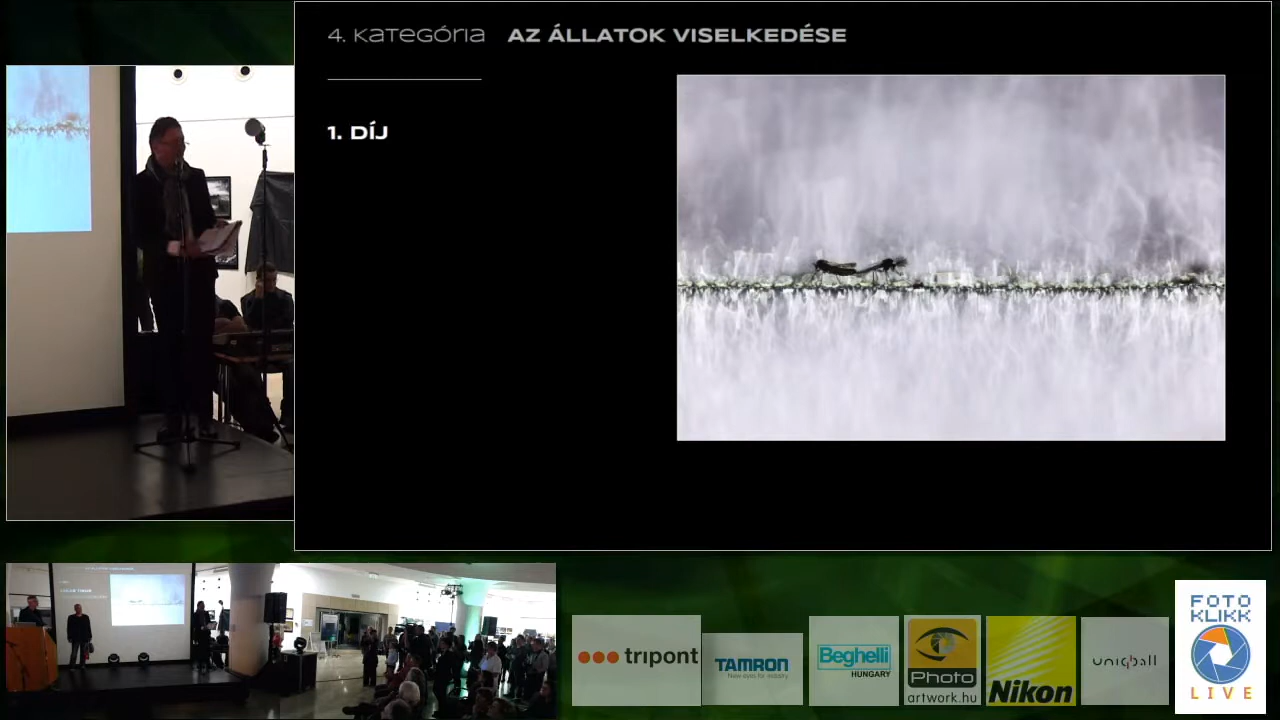 4. KaTeGÓRIa AZ ÁLLATOK VISELKEDÉSE
1. DÍJ
tripont
TAMRON
New eyes for industry
Beghelli
HUNGARY
Photo
artwork.hu
Nikon
uniqball
FOTO
KLIKK
LIVE